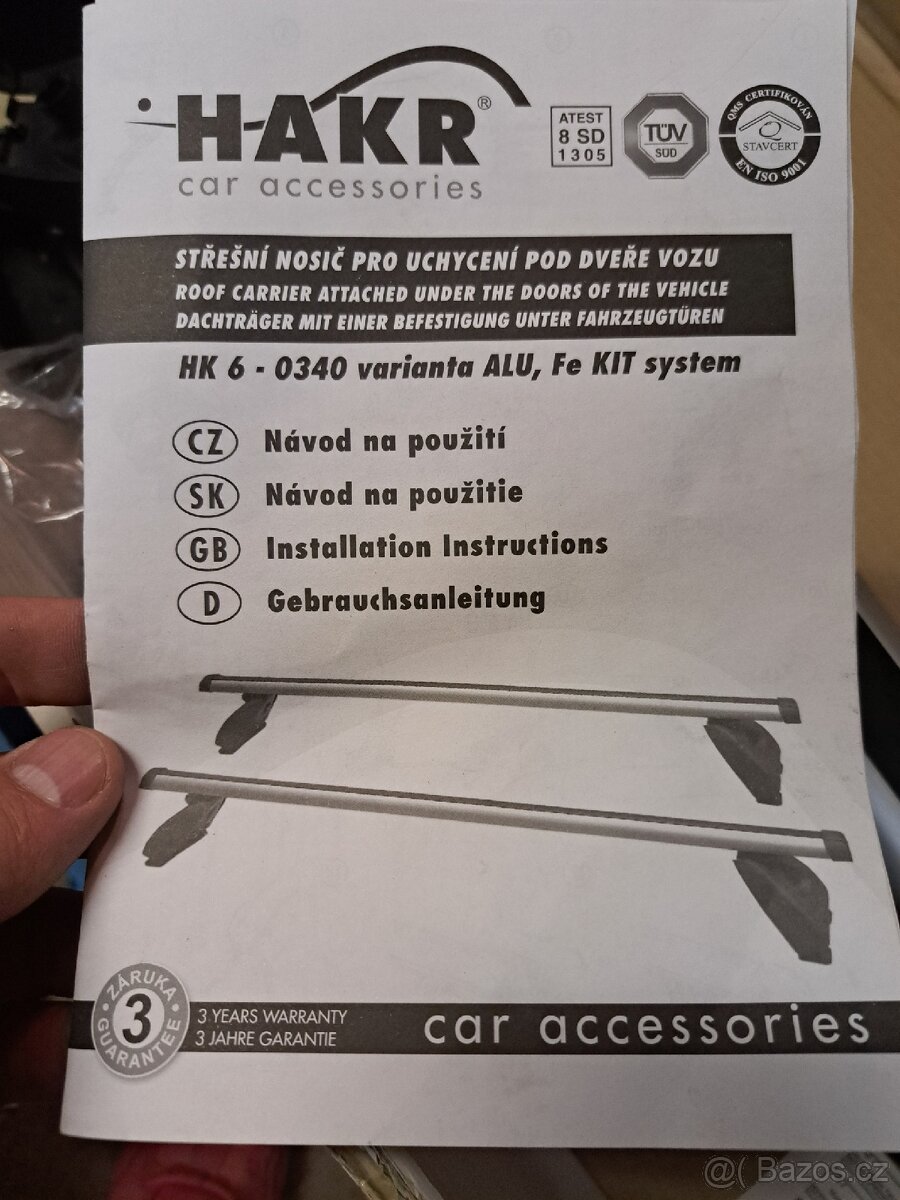 HAKR®
car accessories
ATEST
8 SD
1305
TÜV
SÜD
QMS CERTIFIKOVÁN
STAVCERT
EN ISO 9001
STŘEŠNÍ NOSIČ PRO UCHYCENÍ POD DVEŘE VOZU
ROOF CARRIER ATTACHED UNDER THE DOORS OF THE VEHICLE
DACHTRÄGER MIT EINER BEFESTIGUNG UNTER FAHRZEUGTÜREN
HK 6 - 0340 varianta ALU, Fe KIT system
CZ Návod na použití
SK Návod na použitie
GB Installation Instructions
D Gebrauchsanleitung
ZÁRUKA
3
GUARANTEE
3 YEARS WARRANTY
3 JAHRE GARANTIE
car accessories
@( Bazos.cz